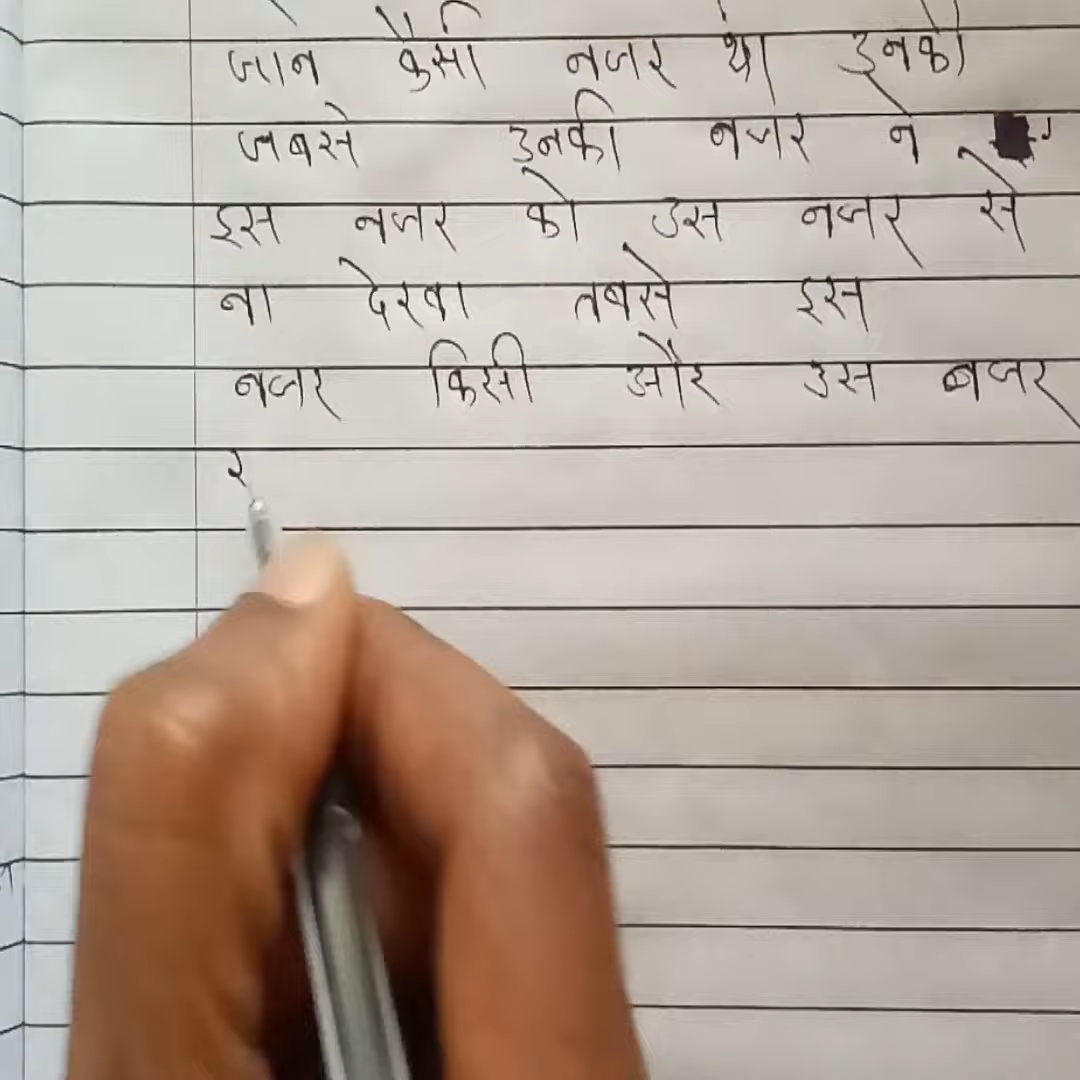 जाने कैसी नजर थी उनकी
जबसे उनकी नजर ने
इस नजर को उस नजर से
ना देखा तबसे इस
नजर किसी और उस नजर